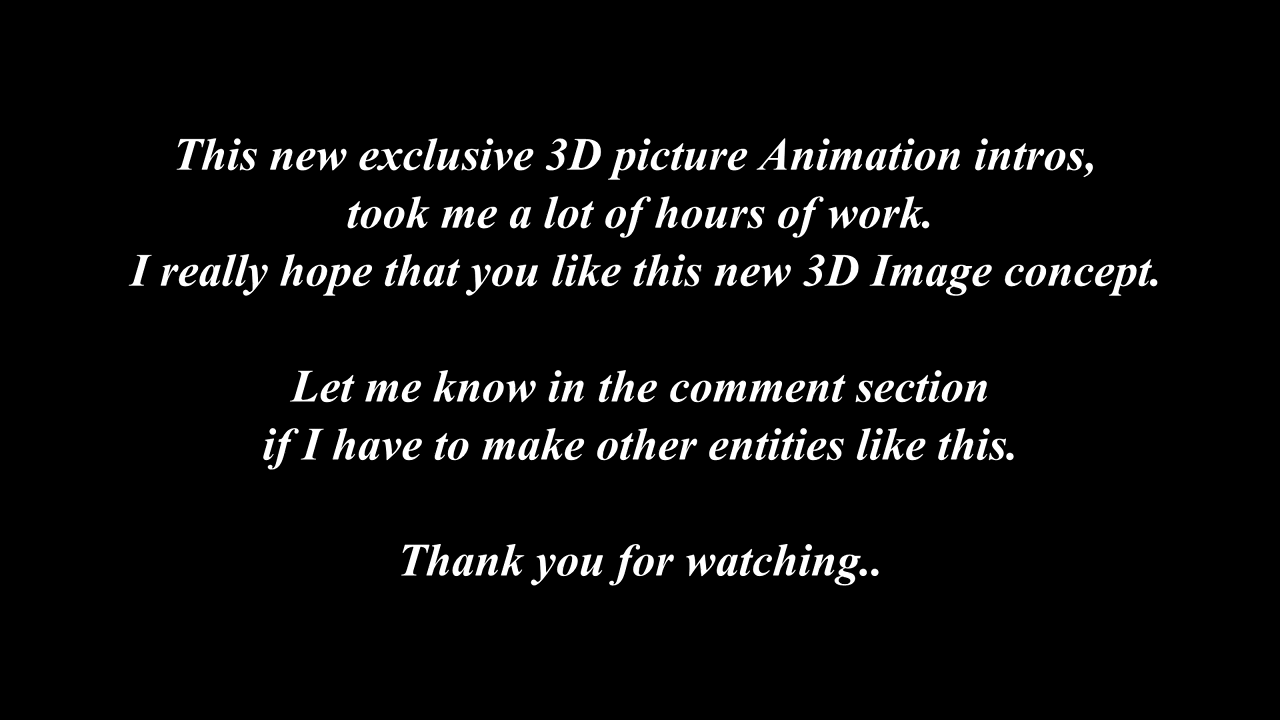 This new exclusive 3D picture Animation intros,
took me a lot of hours of work.
I really hope that you like this new 3D Image concept.
Let me know in the comment section
if I have to make other entities like this.
Thank you for watching..